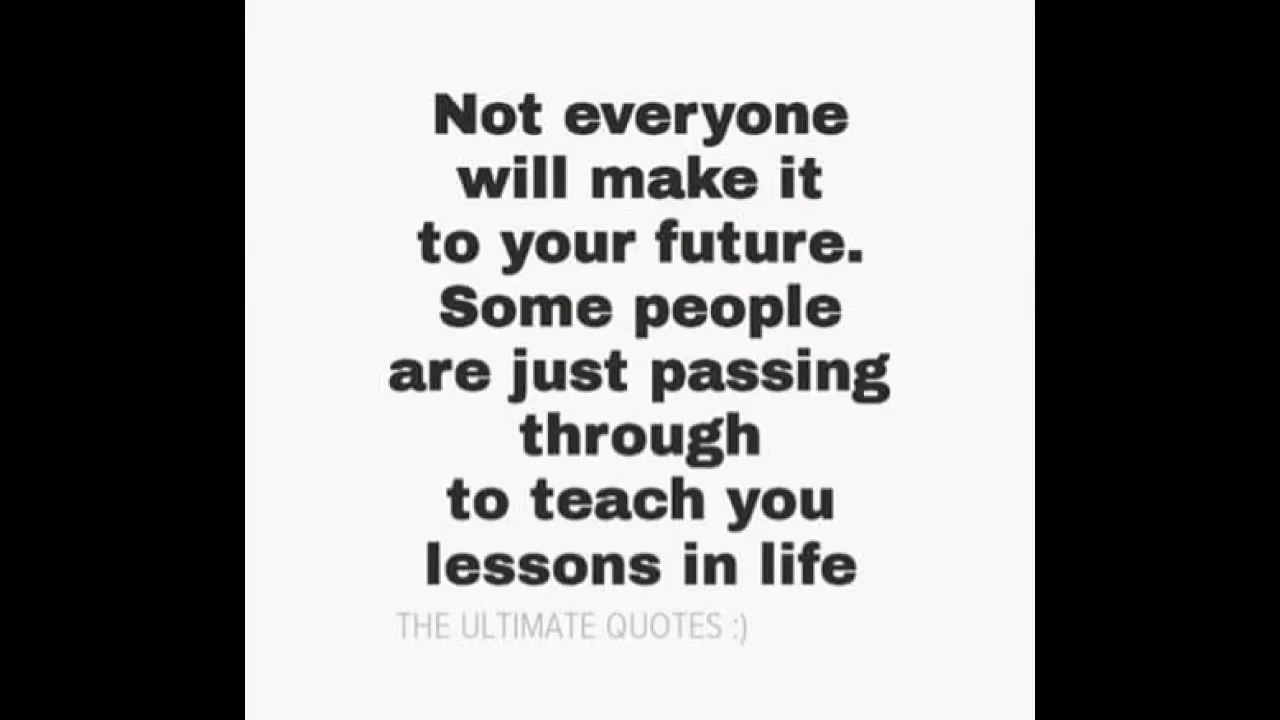 Not everyone
will make it
to your future.
Some people
are just passing
through
to teach you
lessons in life
THE ULTIMATE QUOTES :)